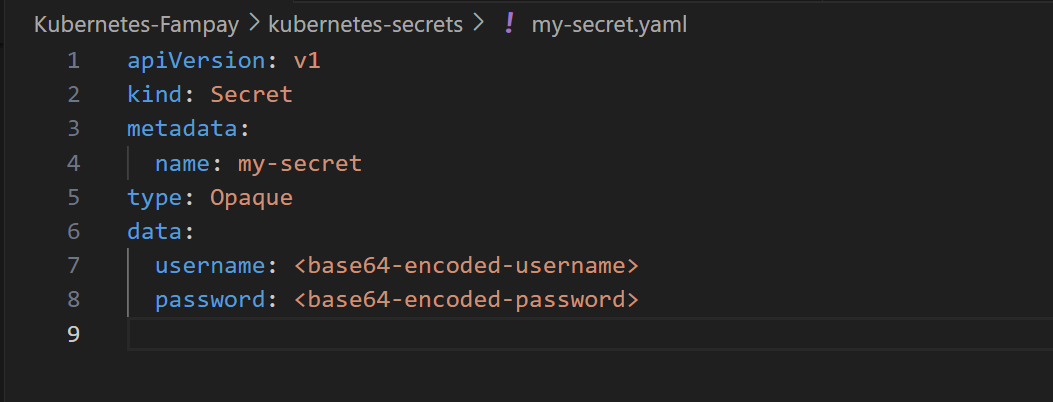 Kubernetes-Fampay > kubernetes-secrets > ! my-secret.yaml
1 apiVersion: v1
2 kind: Secret
3 metadata:
4   name: my-secret
5 type: Opaque
6 data:
7   username: <base64-encoded-username>
8   password: <base64-encoded-password>
9